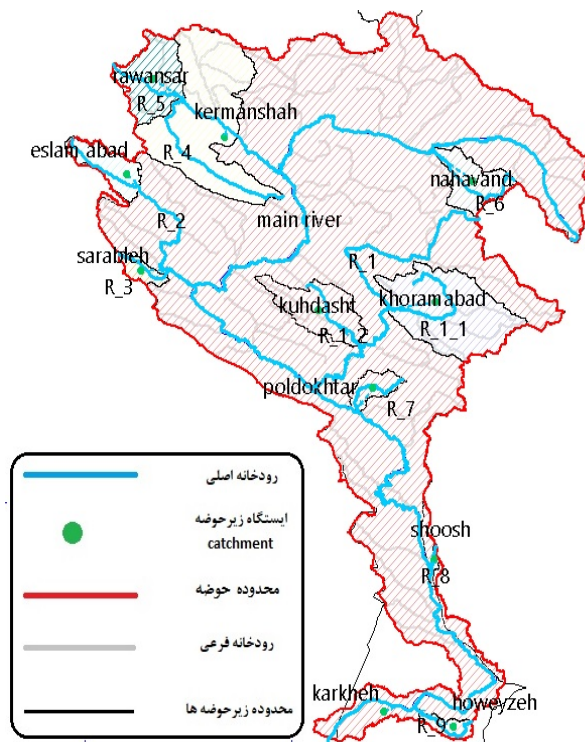 rawansar
R_5
kermanshah
eslam abad
R_4
nahavand
R_6
R_2
main river
sarableh
R_3
R_1
khoram abad
kuhdasht
R_1_2
R_1_1
poldokhtar
R_7
رودخانه اصلی
ایستگاه زیرحوضه
catchment
shoosh
R_8
محدوده حوضه
رودخانه فرعی
karkheh
howeyzeh
محدوده زیرحوضه ها
R_9